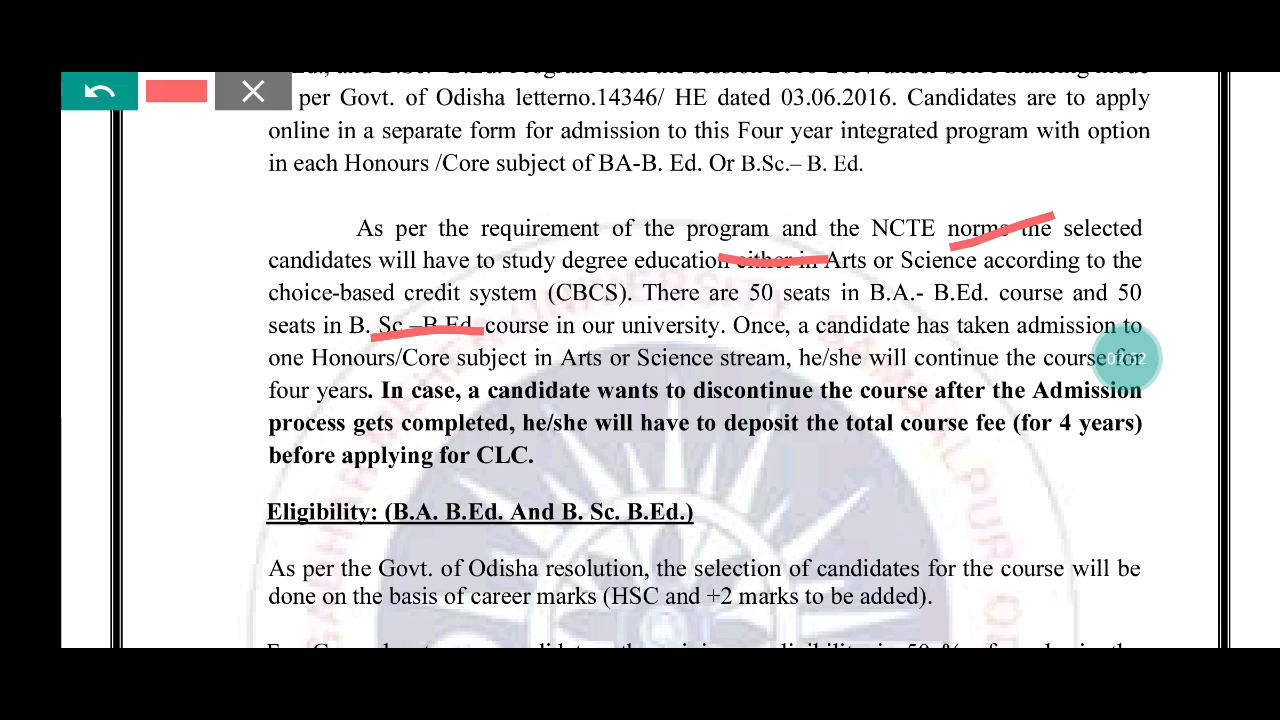 per Govt. of Odisha letterno.14346/ HE dated 03.06.2016. Candidates are to apply
online in a separate form for admission to this Four year integrated program with option
in each Honours /Core subject of BA-B. Ed. Or B.Sc.– B. Ed.
As per the requirement of the program and the NCTE norms the selected
candidates will have to study degree education either in Arts or Science according to the
choice-based credit system (CBCS). There are 50 seats in B.A.- B.Ed. course and 50
seats in B. Sc.–B.Ed. course in our university. Once, a candidate has taken admission to
one Honours/Core subject in Arts or Science stream, he/she will continue the course for
four years. In case, a candidate wants to discontinue the course after the Admission
process gets completed, he/she will have to deposit the total course fee (for 4 years)
before applying for CLC.
Eligibility: (B.A. B.Ed. And B. Sc. B.Ed.)
As per the Govt. of Odisha resolution, the selection of candidates for the course will be
done on the basis of career marks (HSC and +2 marks to be added).